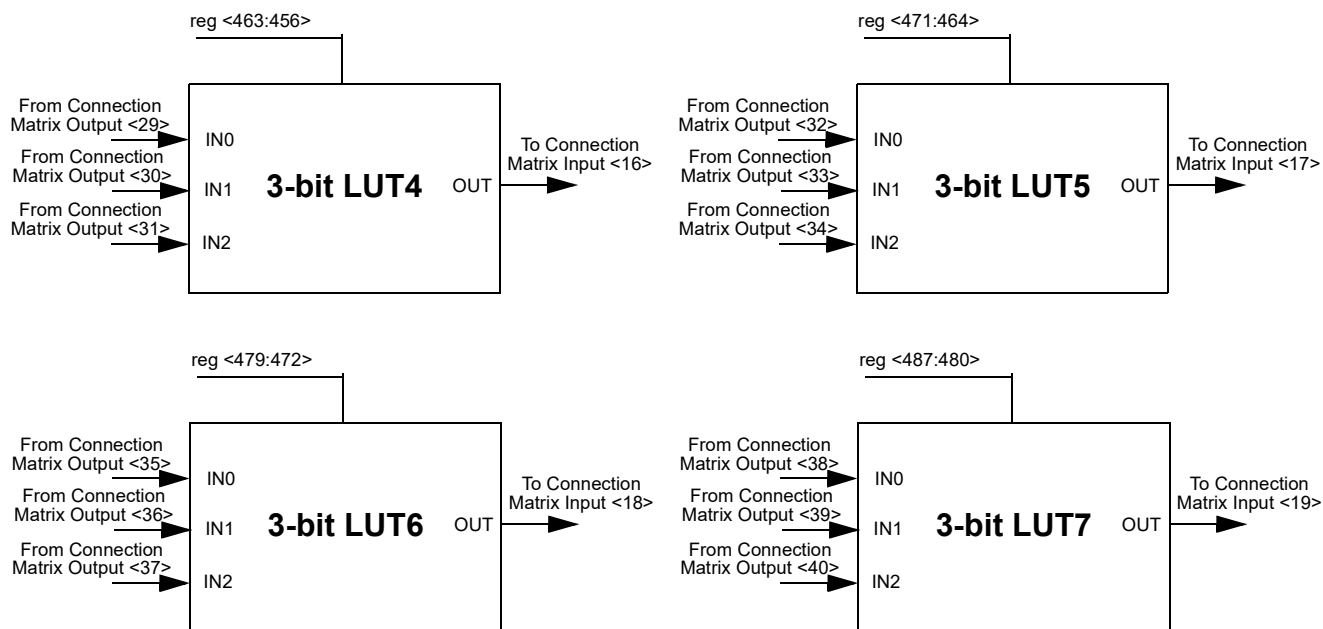 reg <463:456>
From Connection
Matrix Output <29>
IN0
From Connection
Matrix Output <30>
IN1
From Connection
Matrix Output <31>
IN2
3-bit LUT4
OUT
To Connection
Matrix Input <16>
reg <471:464>
From Connection
Matrix Output <32>
IN0
From Connection
Matrix Output <33>
IN1
From Connection
Matrix Output <34>
IN2
3-bit LUT5
OUT
To Connection
Matrix Input <17>
reg <479:472>
From Connection
Matrix Output <35>
IN0
From Connection
Matrix Output <36>
IN1
From Connection
Matrix Output <37>
IN2
3-bit LUT6
OUT
To Connection
Matrix Input <18>
reg <487:480>
From Connection
Matrix Output <38>
IN0
From Connection
Matrix Output <39>
IN1
From Connection
Matrix Output <40>
IN2
3-bit LUT7
OUT
To Connection
Matrix Input <19>